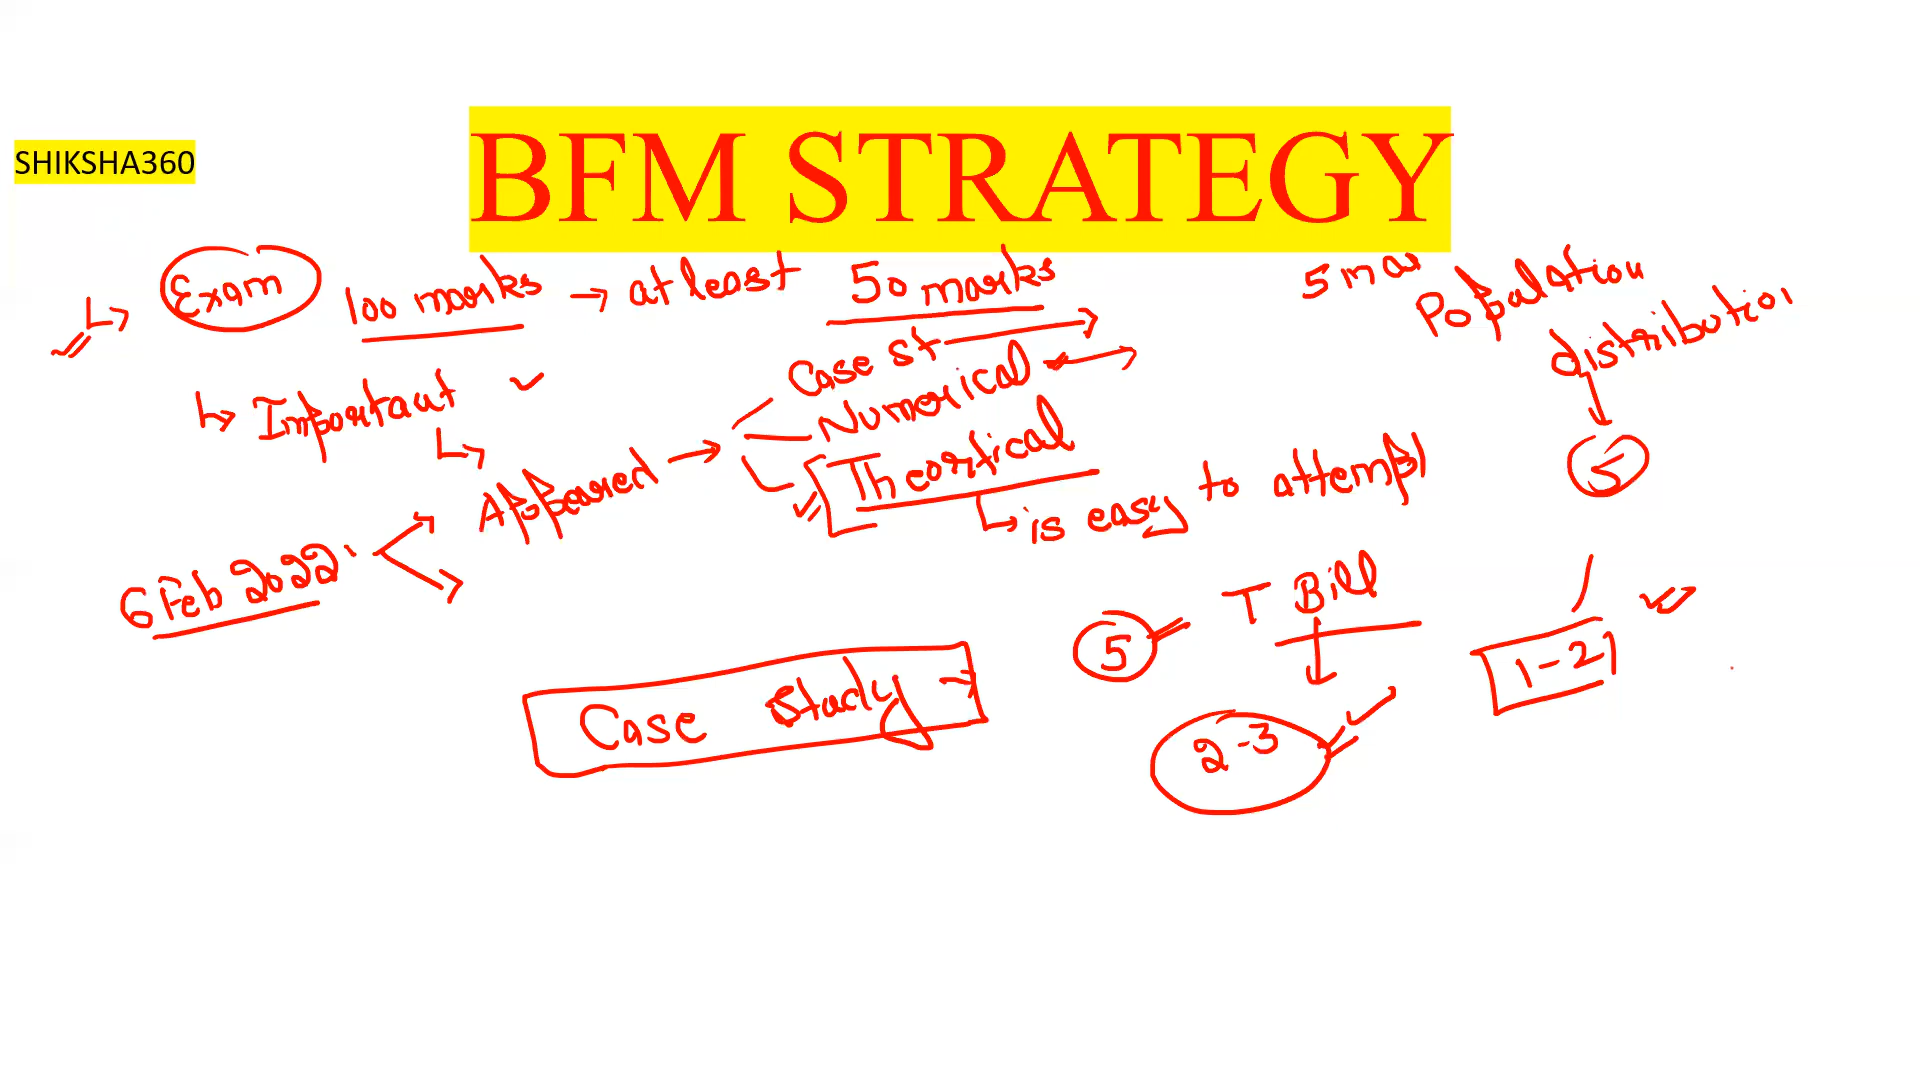 BFM STRATEGY
SHIKSHA360
Exam 100 marks → at least 50 marks
5 mar
Population
distribution
5
Important
Appeared →
Case st
Numerical
Theortical
is easy to attempt
6 Feb 2022
5
T Bill
2-3
1-2
Case Study